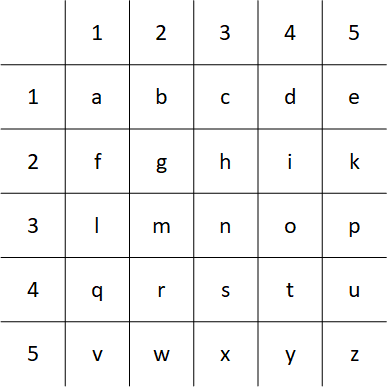 1 2 3 4 5
1 a b c d e
2 f g h i k
3 l m n o p
4 q r s t u
5 v w x y z